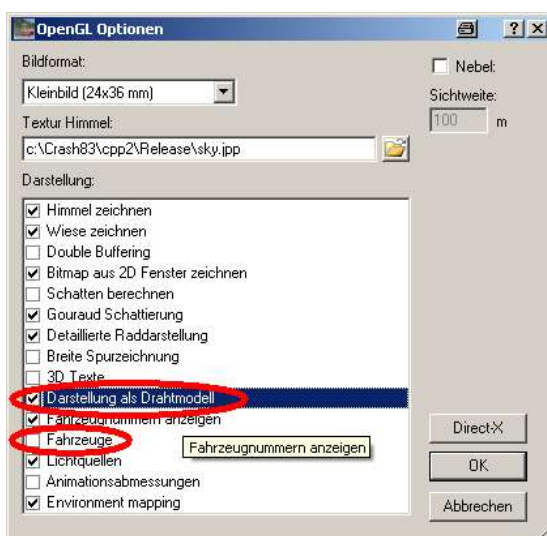 OpenGL Optionen
Bildformat:
Kleinbild (24x36 mm)
Textur Himmel:
c:\Crash83\cpp2\Release\sky.jpp
Darstellung:
Himmel zeichnen
Wiese zeichnen
Double Buffering
Bitmap aus 2D Fenster zeichnen
Schatten berechnen
Gouraud Schattierung
Detaillierte Raddarstellung
Breite Spurzeichnung
3D Texte
Darstellung als Drahtmodell
Fahrzeugnummern anzeigen
Fahrzeuge
Fahrzeugnummern anzeigen
Lichtquellen
Animationsabmessungen
Environment mapping
Nebel:
Sichtweite:
100 m
Direct-X
OK
Abbrechen